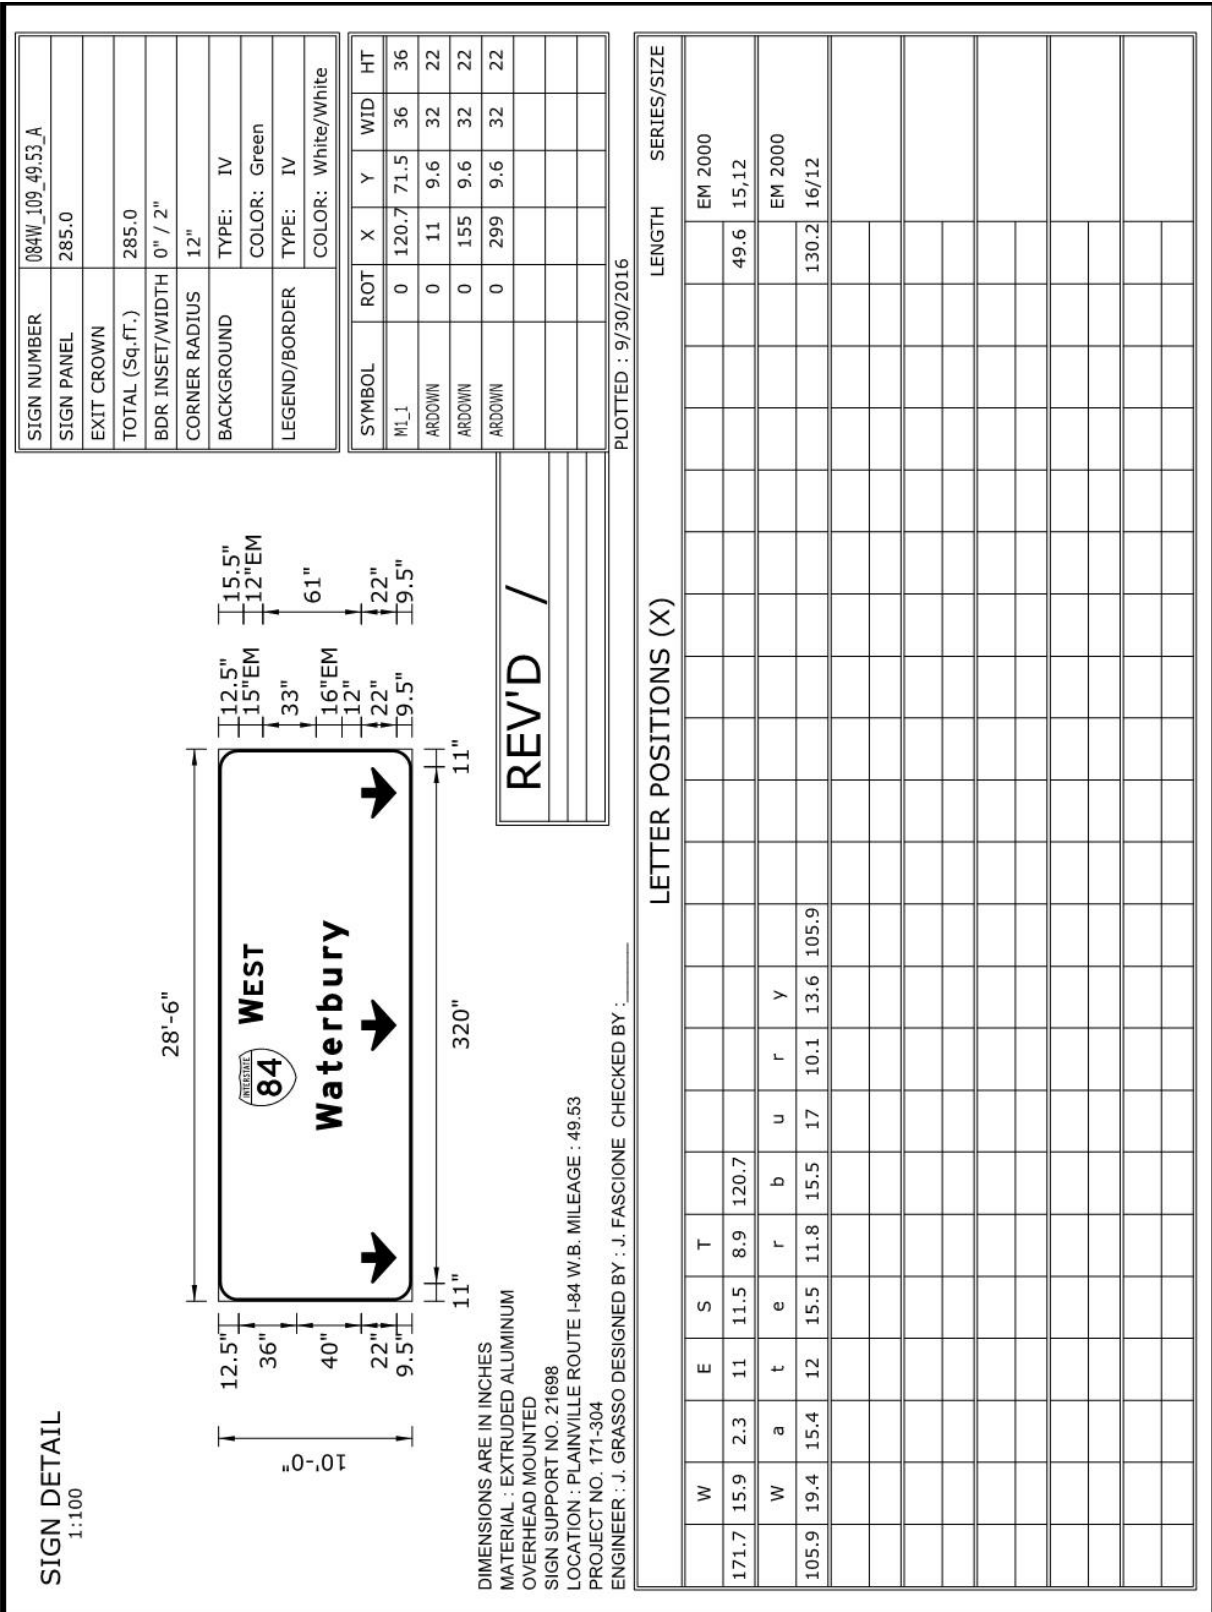 SIGN DETAIL
1:100
SIGN NUMBER 084W_109_49.53_A
SIGN PANEL 285.0
EXIT CROWN
TOTAL (Sq.fT.) 285.0
BDR INSET/WIDTH 0" / 2"
CORNER RADIUS 12"
BACKGROUND TYPE: IV
COLOR: Green
LEGEND/BORDER TYPE: IV
COLOR: White/White
28'-6"
10'-0"
12.5"
36"
40"
22"
9.5"
INTERSTATE
84
WEST
Waterbury
12.5"
15"EM
33"
16"EM
12"
22"
9.5"
15.5"
12"EM
61"
22"
9.5"
11"
320"
11"
SYMBOL ROT X Y WID HT
M1_1 0 120.7 71.5 36 36
ARDOWN 0 11 9.6 32 22
ARDOWN 0 155 9.6 32 22
ARDOWN 0 299 9.6 32 22
DIMENSIONS ARE IN INCHES
MATERIAL : EXTRUDED ALUMINUM
OVERHEAD MOUNTED
SIGN SUPPORT NO. 21698
LOCATION : PLAINVILLE ROUTE I-84 W.B. MILEAGE : 49.53
PROJECT NO. 171-304
ENGINEER : J. GRASSO DESIGNED BY : J. FASCIONE CHECKED BY :
REV'D /
PLOTTED : 9/30/2016
LETTER POSITIONS (X) LENGTH SERIES/SIZE
W E S T EM 2000
171.7 15.9 2.3 11 11.5 8.9 120.7 49.6 15,12
W a t e r b u r y EM 2000
105.9 19.4 15.4 12 15.5 11.8 15.5 17 10.1 13.6 105.9 130.2 16/12